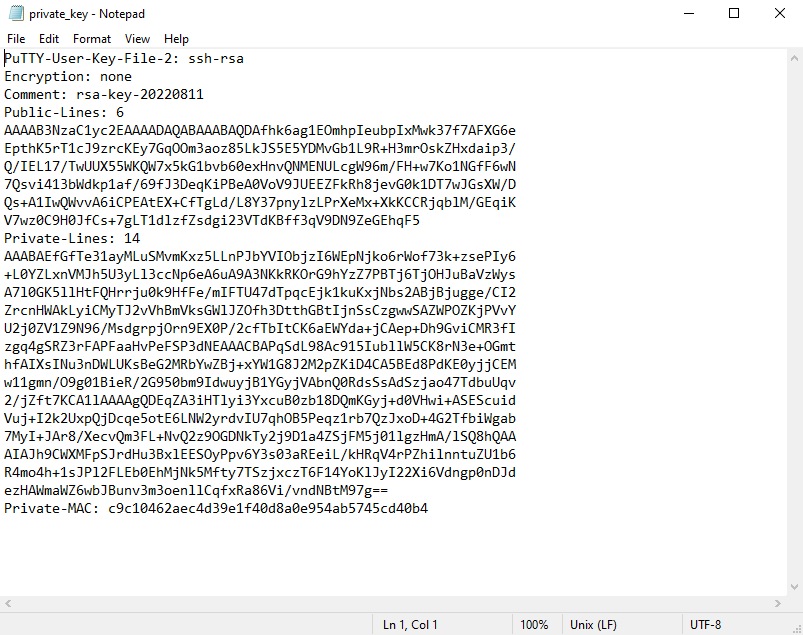 private_key - Notepad
File Edit Format View Help
PuTTY-User-Key-File-2: ssh-rsa
Encryption: none
Comment: rsa-key-20220811
Public-Lines: 6
AAAAB3NzaC1yc2EAAAADAQABAAABAQDAfhk6ag1EOmhpIeubpIxMwk37f7AFXG6e
EpthK5rT1cJ9zrcKEy7GqOOm3aoz85LkJS5E5YDMvGb1L9R+H3mrOskZHxdaip3/
Q/IEL17/TwUUX55WKQW7x5kG1bvb60exHnvQNMENULcgW96m/FH+w7Ko1NGfF6wN
7Qsvi413bWdkp1af/69fJ3DeqKiPBeA0VoV9JUEEZFkRh8jevG0k1DT7wJGsXW/D
Qs+A1IwQWvvA6iCPEAtEX+CfTgLd/L8Y37pnylzLPrXeMx+XkKCCRjqblM/GEqiK
V7wz0C9H0JfCs+7gLT1dlzfZsdgi23VTdKBff3qV9DN9ZeGEhqF5
Private-Lines: 14
AAABAEfGfTe31ayMLuSMvmKxz5LLnPJbYVIObjzI6WEpNjko6rWof73k+zsePIy6
+L0YZLxnVMJh5U3yLl3ccNp6eA6uA9A3NKkRKOrG9hYzZ7PBTj6TjOHJuBaVzWys
A7l0GK5llHtFQHrrju0k9HfFe/mIFTU47dTpqcEjk1kuKxjNbs2ABjBjugge/CI2
ZrcnHWAkLyiCMyTJ2vVhBmVksGWlJZOfh3DtthGBtIjnSsCzgwwSAZWPOZKjPVvY
U2j0ZV1Z9N96/MsdgrpjOrn9EX0P/2cfTbItCK6aEWYda+jCAep+Dh9GviCMR3fI
zgq4gSRZ3rFAPFaaHvPeFSP3dNEAAACBAPqSdL98Ac915IubllW5CK8rN3e+OGmt
hfAIXsINu3nDWLUKsBeG2MRbYwZBj+xYW1G8J2M2pZKiD4CA5BEd8PdKE0yjjCEM
w11gmn/O9g01BieR/2G950bm9IdwuyjB1YGyjVAbnQ0RdsSsAdSzjao47TdbuUqv
2/jZft7KCA1lAAAAgQDEqZA3iHTlyi3YxcuB0zb18DQmKGyj+d0VHwi+ASEScuid
Vuj+I2k2UxpQjDcqe5otE6LNW2yrdvIU7qhOB5Peqz1rb7QzJxoD+4G2TfbiWgab
7MyI+JAr8/XecvQm3FL+NvQ2z9OGDNkTy2j9D1a4ZSjFM5j01lgzHmA/lSQ8hQAA
AIAJh9CWXMFpSJrdHu3BxlEESOyPpv6Y3s03aREeiL/kHRqV4rPZhilnntuZU1b6
R4mo4h+1sJPl2FLEb0EhMjNk5Mfty7TSzjxczT6F14YoKlJyI22Xi6Vdngp0nDJd
ezHAWmaWZ6wbJBunv3m3oenllCqfxRa86Vi/vndNBtM97g==
Private-MAC: c9c10462aec4d39e1f40d8a0e954ab5745cd40b4
Ln 1, Col 1 100% Unix (LF) UTF-8